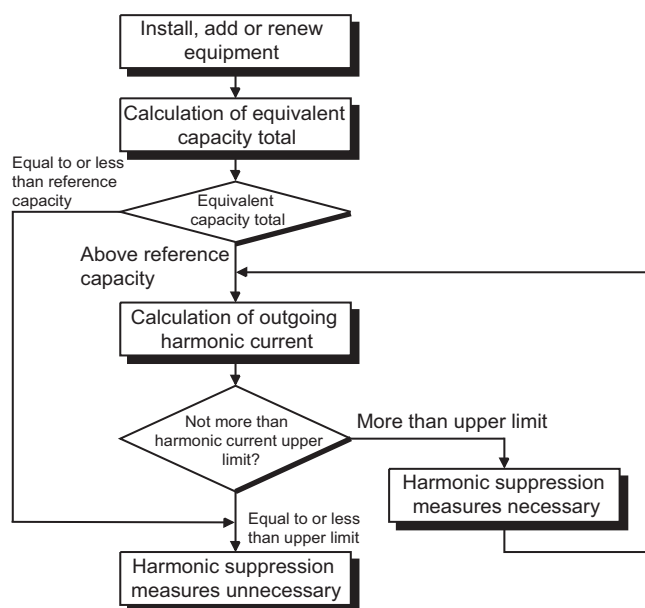 Install, add or renew
equipment
Calculation of equivalent
capacity total
Equal to or less
than reference
capacity
Equivalent
capacity total
Above reference
capacity
Calculation of outgoing
harmonic current
Not more than
harmonic current upper
limit?
More than upper limit
Harmonic suppression
measures necessary
Equal to or less
than upper limit
Harmonic suppression
measures unnecessary